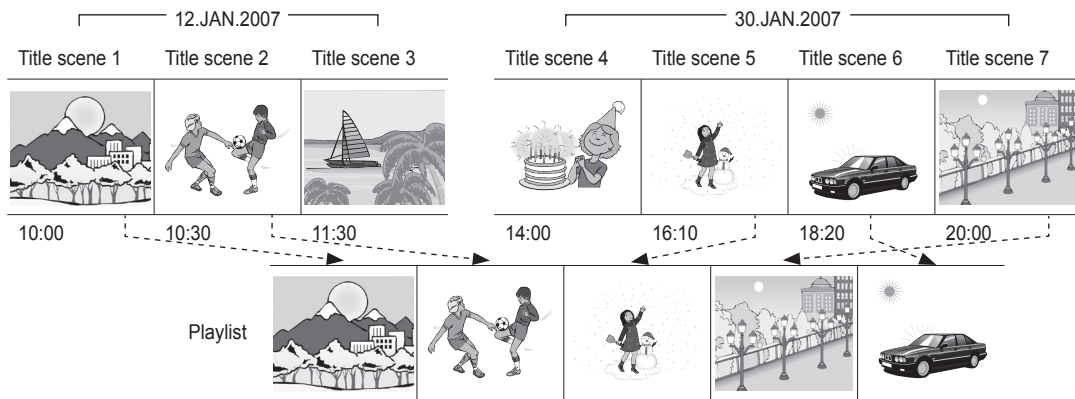 12.JAN.2007 30.JAN.2007
Title scene 1 Title scene 2 Title scene 3 Title scene 4 Title scene 5 Title scene 6 Title scene 7
10:00 10:30 11:30 14:00 16:10 18:20 20:00
Playlist